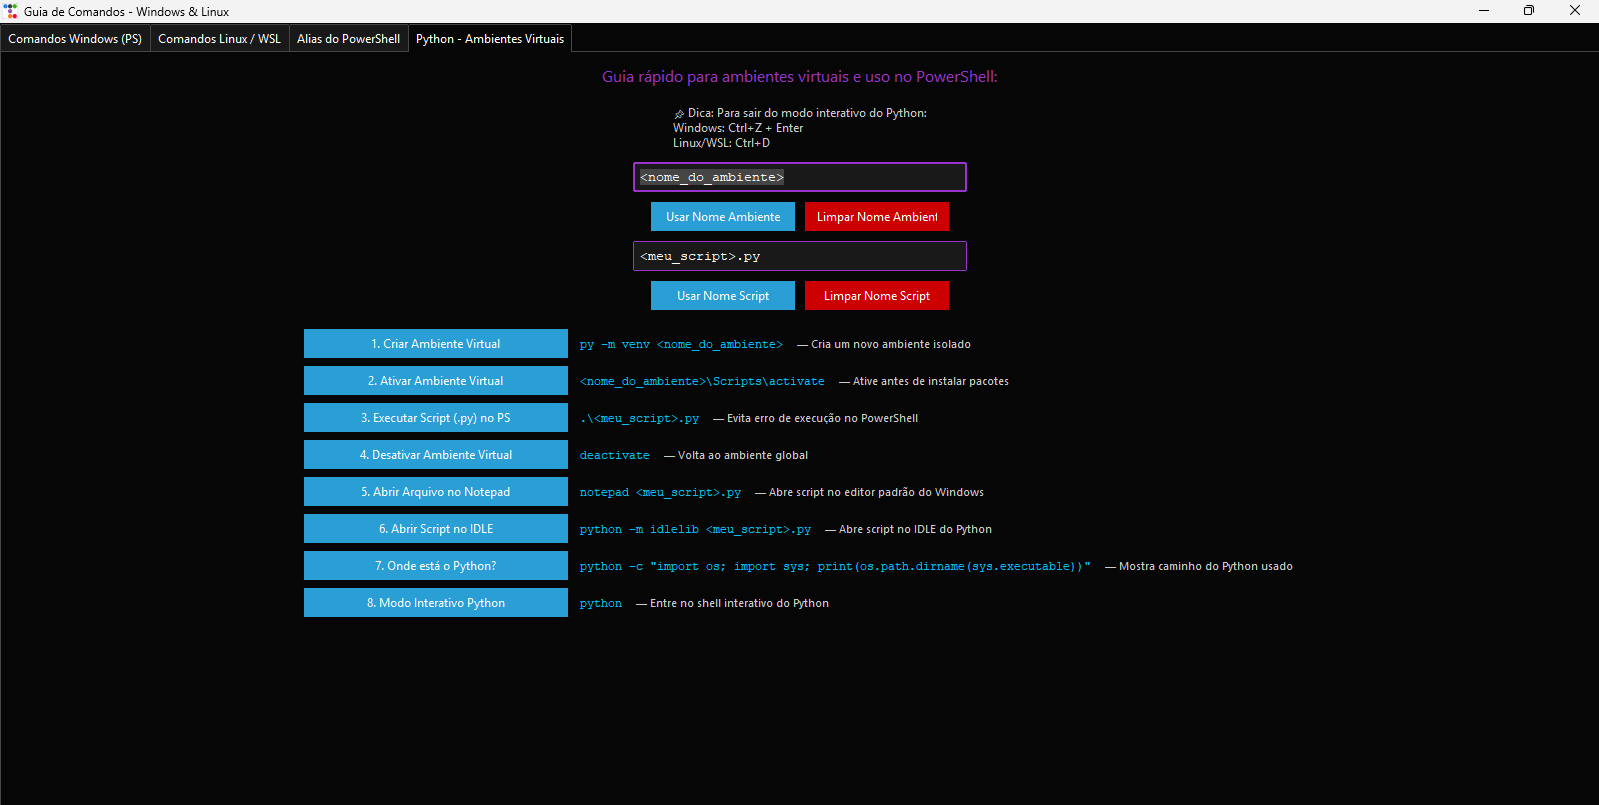 Guia de Comandos - Windows & Linux
Comandos Windows (PS) Comandos Linux / WSL Alias do PowerShell Python - Ambientes Virtuais
Guia rápido para ambientes virtuais e uso no PowerShell:
📌 Dica: Para sair do modo interativo do Python:
Windows: Ctrl+Z + Enter
Linux/WSL: Ctrl+D
<nome_do_ambiente>
Usar Nome Ambiente Limpar Nome Ambient
<meu_script>.py
Usar Nome Script Limpar Nome Script
1. Criar Ambiente Virtual py -m venv <nome_do_ambiente> — Cria um novo ambiente isolado
2. Ativar Ambiente Virtual <nome_do_ambiente>\Scripts\activate — Ative antes de instalar pacotes
3. Executar Script (.py) no PS .\<meu_script>.py — Evita erro de execução no PowerShell
4. Desativar Ambiente Virtual deactivate — Volta ao ambiente global
5. Abrir Arquivo no Notepad notepad <meu_script>.py — Abre script no editor padrão do Windows
6. Abrir Script no IDLE python -m idlelib <meu_script>.py — Abre script no IDLE do Python
7. Onde está o Python? python -c "import os; import sys; print(os.path.dirname(sys.executable))" — Mostra caminho do Python usado
8. Modo Interativo Python python — Entre no shell interativo do Python